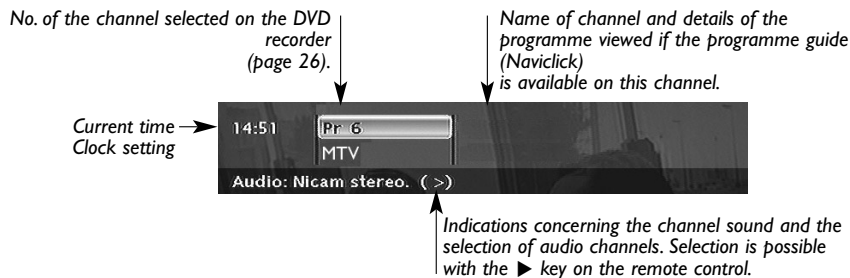 No. of the channel selected on the DVD
recorder
(page 26).
Name of channel and details of the
programme viewed if the programme guide
(Naviclick)
is available on this channel.
Current time
Clock setting
14:51
Pr 6
MTV
Audio: Nicam stereo. ( >)
Indications concerning the channel sound and the
selection of audio channels. Selection is possible
with the ▶ key on the remote control.